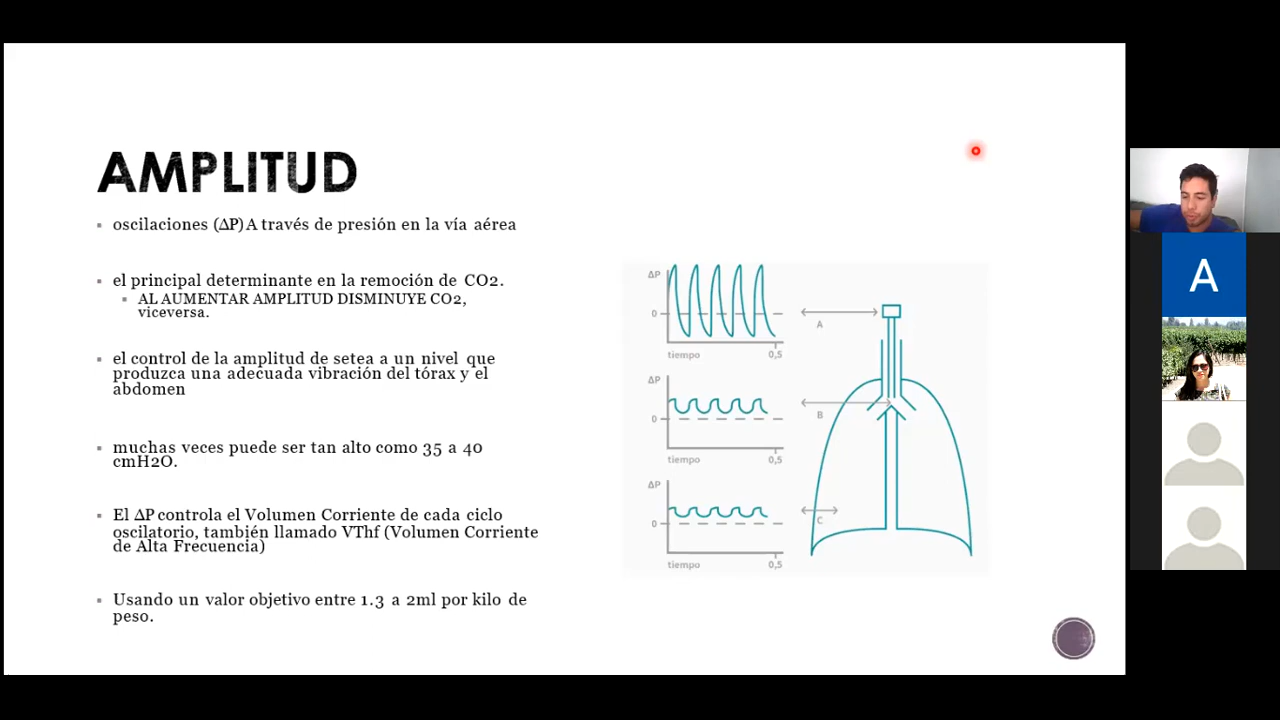 AMPLITUD
oscilaciones (ΔP) A través de presión en la vía aérea
el principal determinante en la remoción de CO2.
AL AUMENTAR AMPLITUD DISMINUYE CO2,
viceversa.
el control de la amplitud de setea a un nivel que
produzca una adecuada vibración del tórax y el
abdomen
muchas veces puede ser tan alto como 35 a 40
cmH2O.
El ΔP controla el Volumen Corriente de cada ciclo
oscilatorio, también llamado VThf (Volumen Corriente
de Alta Frecuencia)
Usando un valor objetivo entre 1.3 a 2ml por kilo de
peso.
ΔP
0
tiempo 0,5
A
ΔP
0
tiempo 0,5
B
ΔP
0
tiempo 0,5
C
A